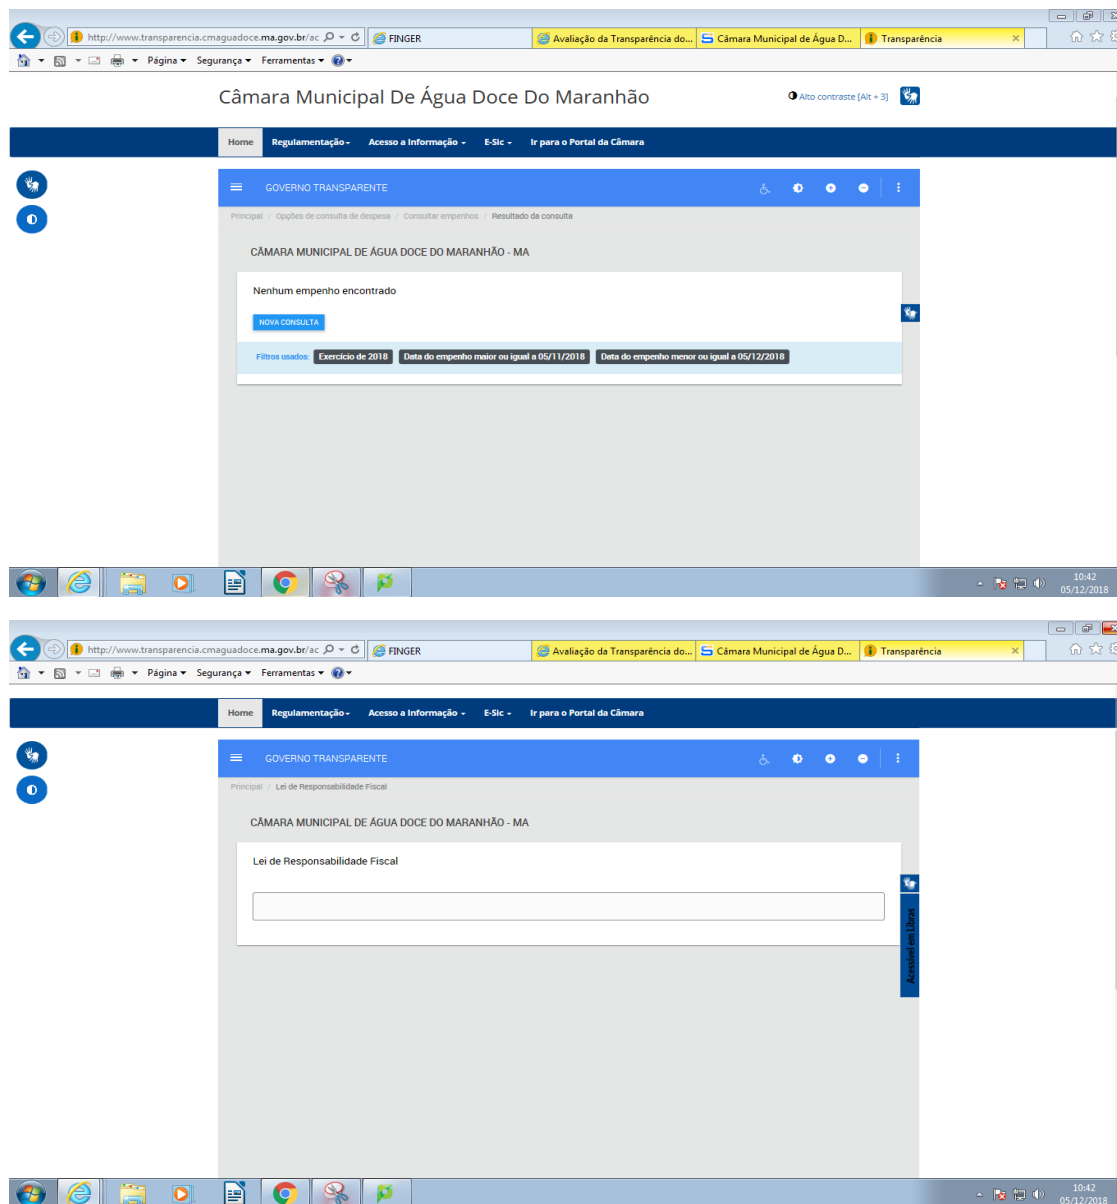 http://www.transparencia.cmaguadoce.ma.gov.br/ac
FINGER
Avaliação da Transparência do...
Câmara Municipal de Água D...
Transparência
Página Segurança Ferramentas
Câmara Municipal De Água Doce Do Maranhão
Alto contraste [Alt + 3]
Home Regulamentação Acesso a Informação E-Sic Ir para o Portal da Câmara
GOVERNO TRANSPARENTE
Principal / Opções de consulta de despesa / Consultar empenhos / Resultado da consulta
CÂMARA MUNICIPAL DE ÁGUA DOCE DO MARANHÃO - MA
Nenhum empenho encontrado
NOVA CONSULTA
Filtros usados: Exercício de 2018 Data do empenho maior ou igual a 05/11/2018 Data do empenho menor ou igual a 05/12/2018
10:42
05/12/2018
http://www.transparencia.cmaguadoce.ma.gov.br/ac
FINGER
Avaliação da Transparência do...
Câmara Municipal de Água D...
Transparência
Página Segurança Ferramentas
Home Regulamentação Acesso a Informação E-Sic Ir para o Portal da Câmara
GOVERNO TRANSPARENTE
Principal / Lei de Responsabilidade Fiscal
CÂMARA MUNICIPAL DE ÁGUA DOCE DO MARANHÃO - MA
Lei de Responsabilidade Fiscal
Acessível em Libras
10:42
05/12/2018